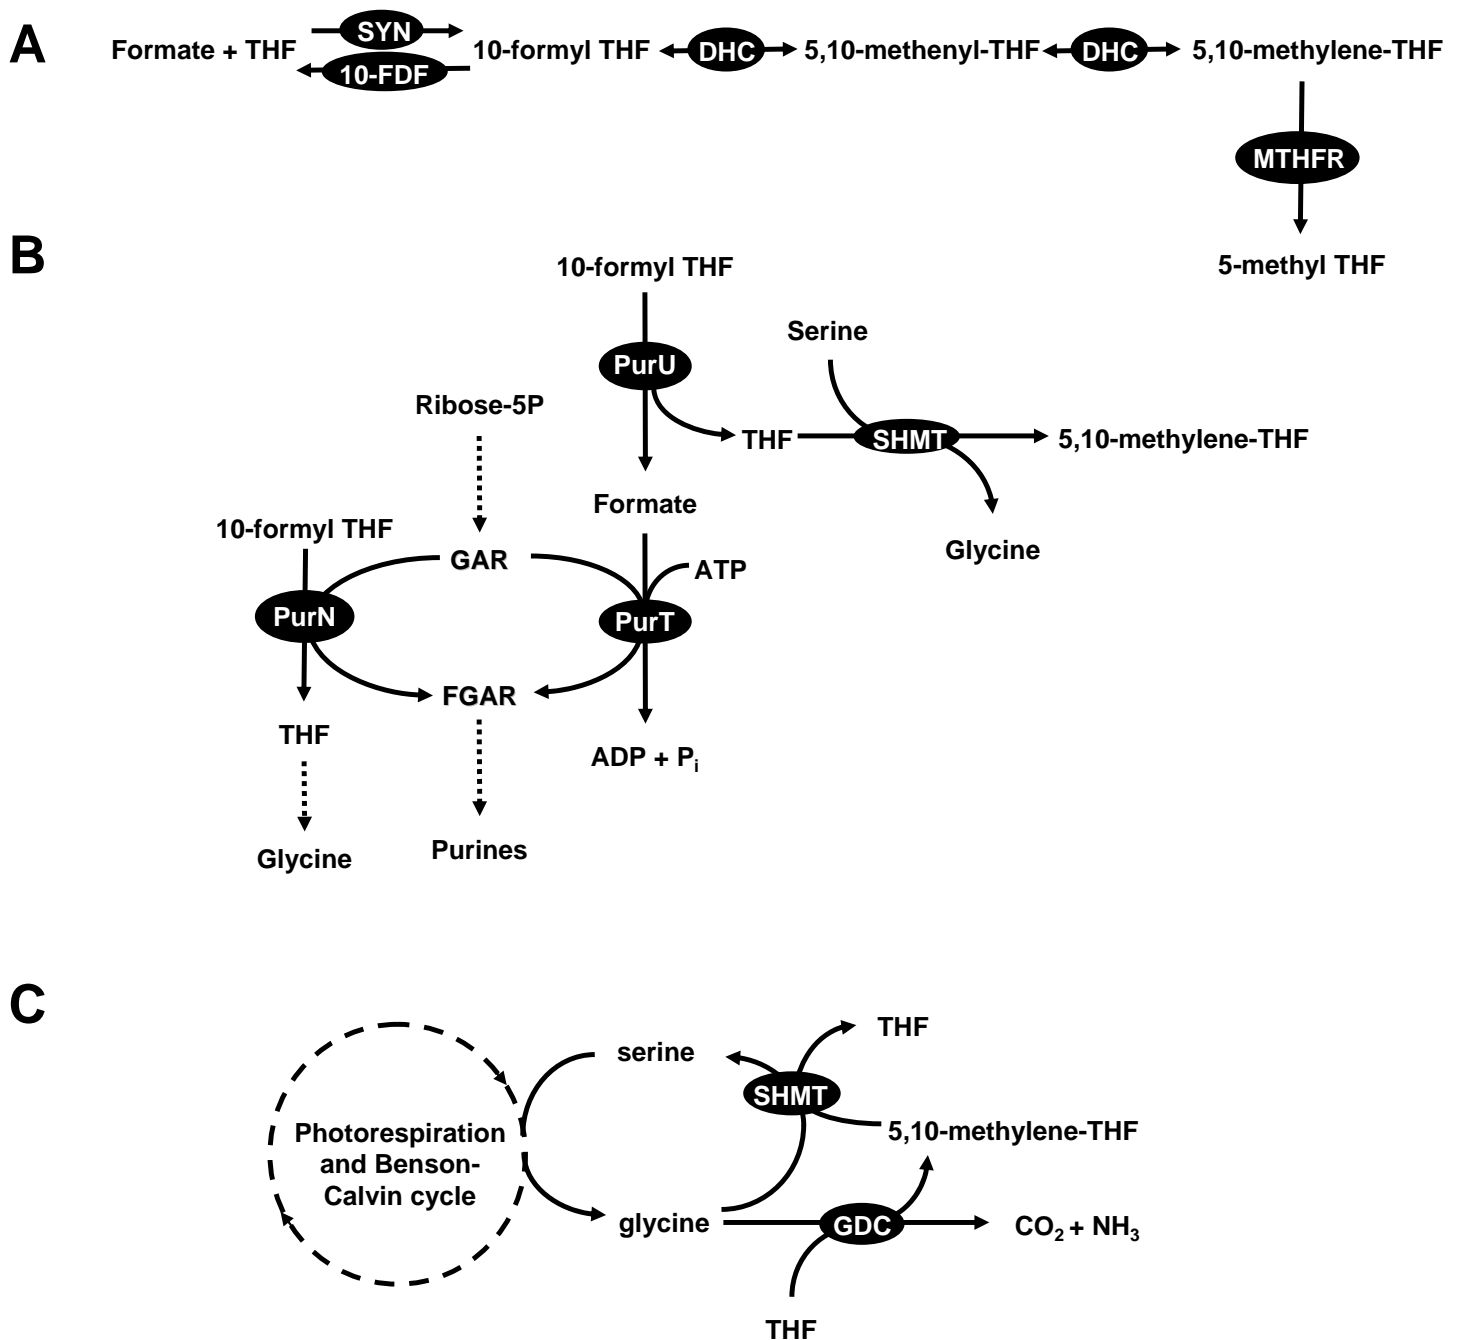 A
Formate + THF
SYN
10-FDF
10-formyl THF
DHC
5,10-methenyl-THF
DHC
5,10-methylene-THF
MTHFR
5-methyl THF
B
10-formyl THF
PurU
Serine
Ribose-5P
THF
SHMT
5,10-methylene-THF
Formate
Glycine
10-formyl THF
GAR
ATP
PurN
PurT
FGAR
THF
ADP + Pi
Glycine
Purines
C
THF
serine
SHMT
5,10-methylene-THF
Photorespiration
and Benson-
Calvin cycle
glycine
GDC
CO2 + NH3
THF